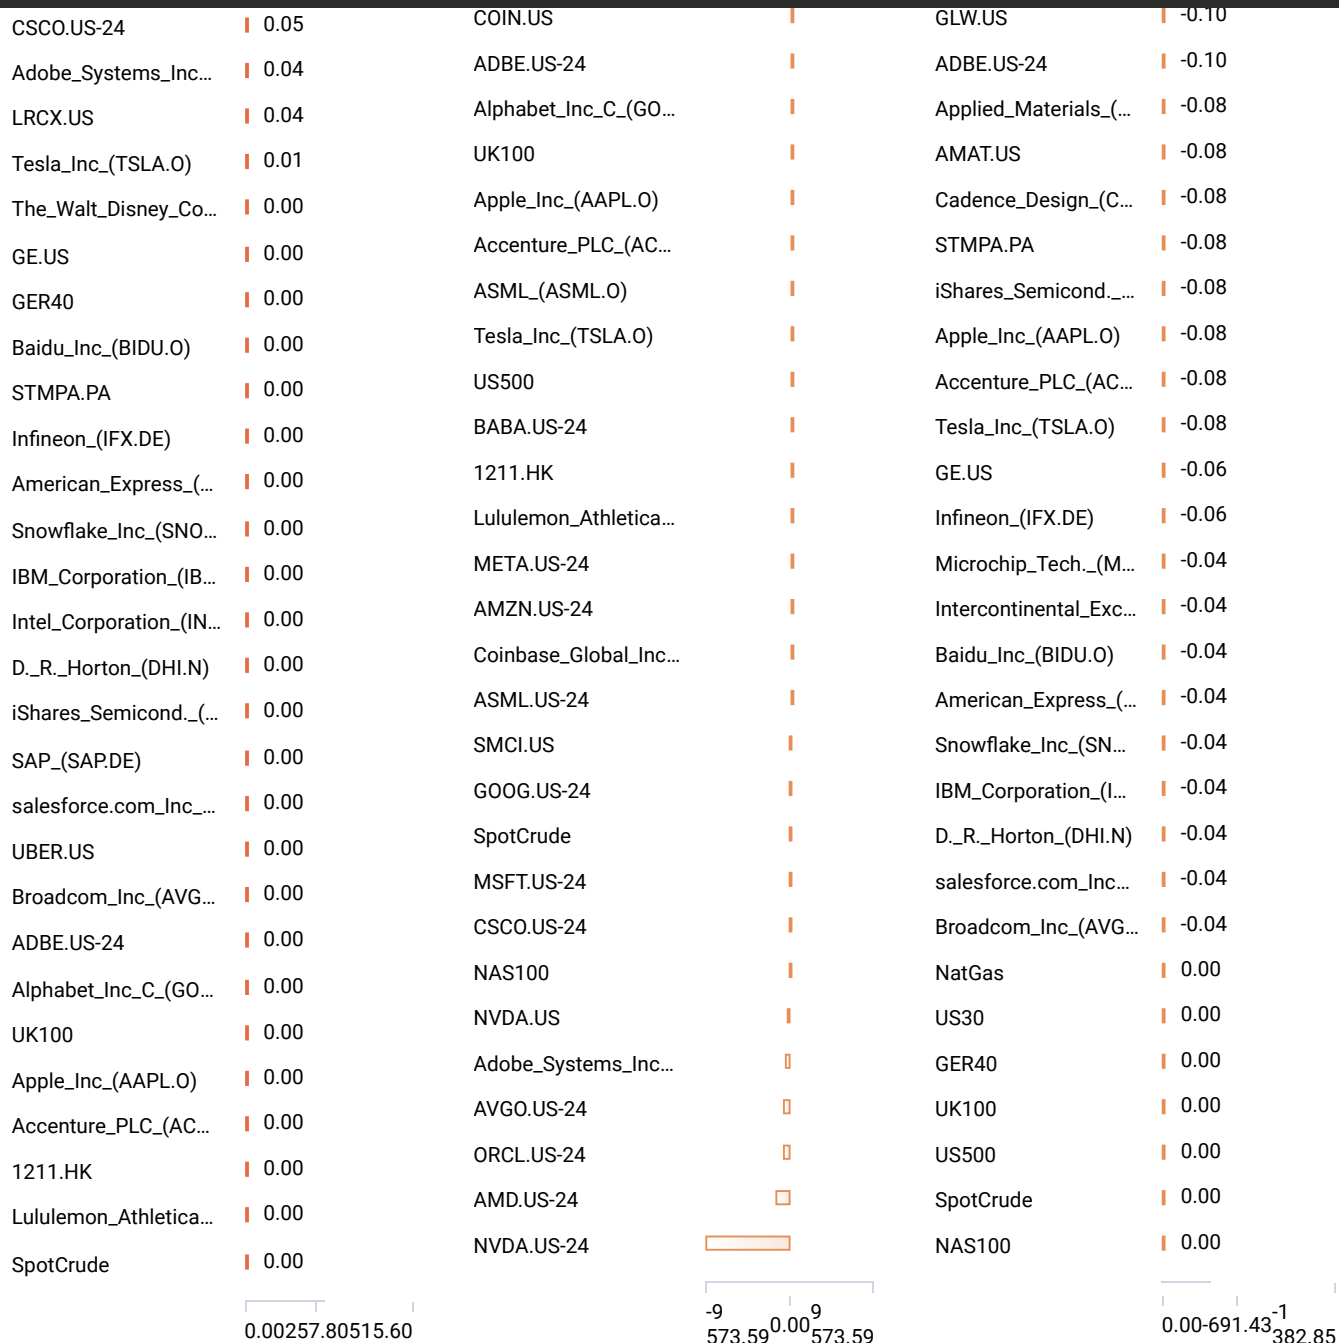 CSCO.US-24 0.05
Adobe_Systems_Inc... 0.04
LRCX.US 0.04
Tesla_Inc_(TSLA.O) 0.01
The_Walt_Disney_Co... 0.00
GE.US 0.00
GER40 0.00
Baidu_Inc_(BIDU.O) 0.00
STMPA.PA 0.00
Infineon_(IFX.DE) 0.00
American_Express_(... 0.00
Snowflake_Inc_(SNO... 0.00
IBM_Corporation_(IB... 0.00
Intel_Corporation_(IN... 0.00
D._R._Horton_(DHI.N) 0.00
iShares_Semicond._(... 0.00
SAP_(SAP.DE) 0.00
salesforce.com_Inc_... 0.00
UBER.US 0.00
Broadcom_Inc_(AVG... 0.00
ADBE.US-24 0.00
Alphabet_Inc_C_(GO... 0.00
UK100 0.00
Apple_Inc_(AAPL.O) 0.00
Accenture_PLC_(AC... 0.00
1211.HK 0.00
Lululemon_Athletica... 0.00
SpotCrude 0.00
0.00257.80515.60
COIN.US
ADBE.US-24
Alphabet_Inc_C_(GO...
UK100
Apple_Inc_(AAPL.O)
Accenture_PLC_(AC...
ASML_(ASML.O)
Tesla_Inc_(TSLA.O)
US500
BABA.US-24
1211.HK
Lululemon_Athletica...
META.US-24
AMZN.US-24
Coinbase_Global_Inc...
ASML.US-24
SMCI.US
GOOG.US-24
SpotCrude
MSFT.US-24
CSCO.US-24
NAS100
NVDA.US
Adobe_Systems_Inc...
AVGO.US-24
ORCL.US-24
AMD.US-24
NVDA.US-24
-9 0.00 9
573.59 573.59
GLW.US -0.10
ADBE.US-24 -0.10
Applied_Materials_(... -0.08
AMAT.US -0.08
Cadence_Design_(C... -0.08
STMPA.PA -0.08
iShares_Semicond._... -0.08
Apple_Inc_(AAPL.O) -0.08
Accenture_PLC_(AC... -0.08
Tesla_Inc_(TSLA.O) -0.08
GE.US -0.06
Infineon_(IFX.DE) -0.06
Microchip_Tech._(M... -0.04
Intercontinental_Exc... -0.04
Baidu_Inc_(BIDU.O) -0.04
American_Express_(... -0.04
Snowflake_Inc_(SN... -0.04
IBM_Corporation_(I... -0.04
D._R._Horton_(DHI.N) -0.04
salesforce.com_Inc... -0.04
Broadcom_Inc_(AVG... -0.04
NatGas 0.00
US30 0.00
GER40 0.00
UK100 0.00
US500 0.00
SpotCrude 0.00
NAS100 0.00
0.00-691.43 -1
382.85